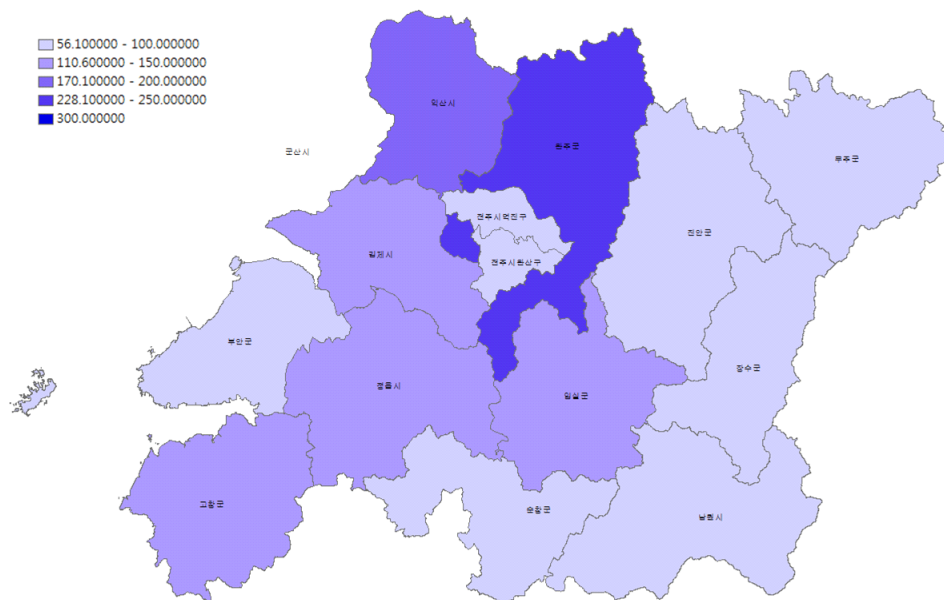 56.100000 - 100.000000
110.600000 - 150.000000
170.100000 - 200.000000
228.100000 - 250.000000
300.000000
익산시
군산시
완주군
무주군
전주시덕진구
진안군
김제시
전주시완산구
부안군
장수군
정읍시
임실군
고창군
순창군
남원시